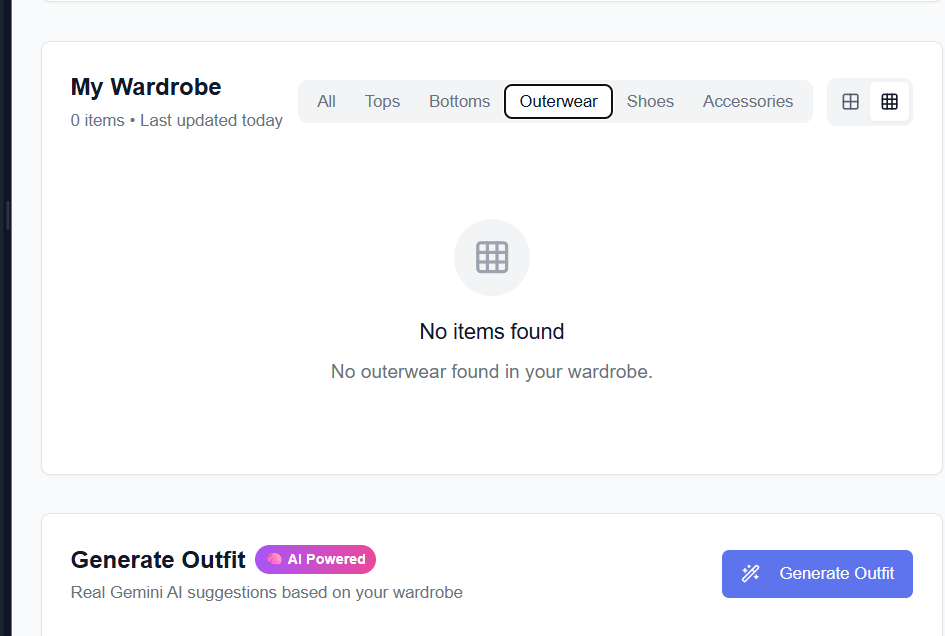 My Wardrobe
0 items • Last updated today
All Tops Bottoms Outerwear Shoes Accessories
No items found
No outerwear found in your wardrobe.
Generate Outfit
🧠 AI Powered
Real Gemini AI suggestions based on your wardrobe
Generate Outfit